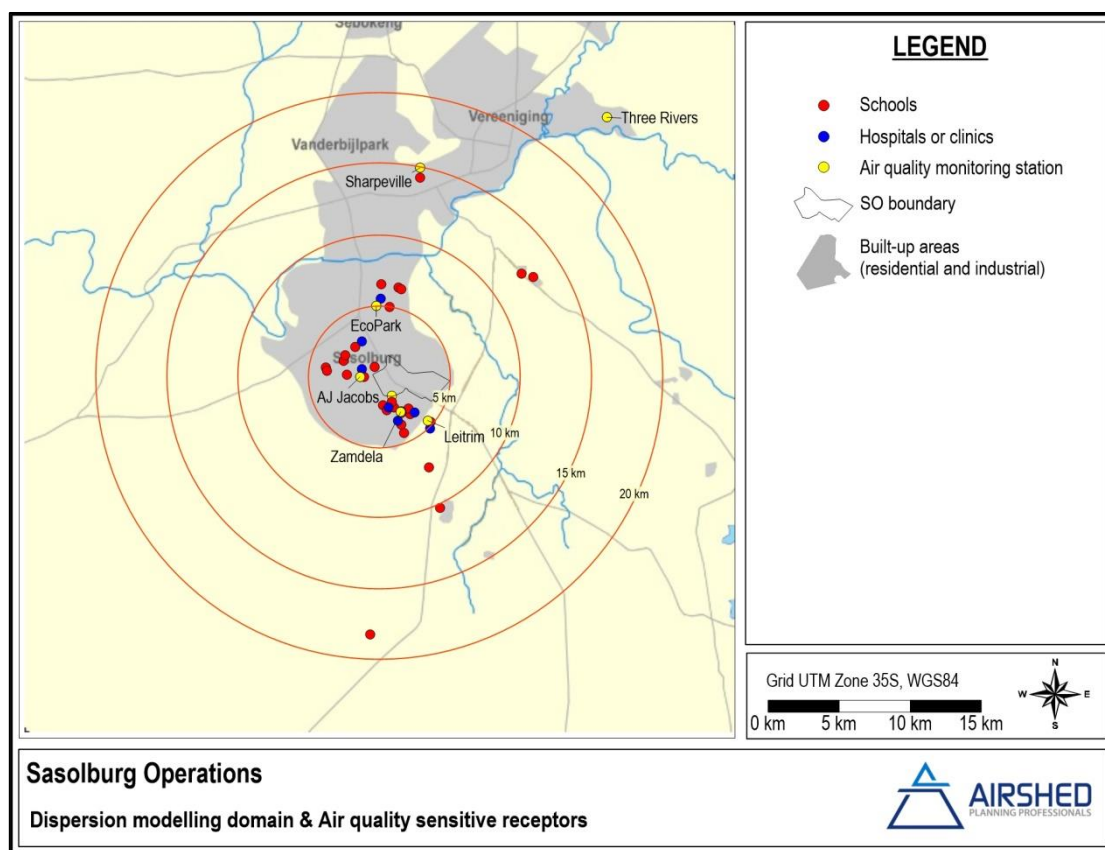 Sebokeng
Vereeniging
Three Rivers
Vanderbijlpark
Sharpeville
EcoPark
Sasolburg
AJ Jacobs
5 km
Leitrim
10 km
Zamdela
15 km
20 km
LEGEND
Schools
Hospitals or clinics
Air quality monitoring station
SO boundary
Built-up areas
(residential and industrial)
Grid UTM Zone 35S, WGS84
N
W E
S
0 km 5 km 10 km 15 km
Sasolburg Operations
Dispersion modelling domain & Air quality sensitive receptors
AIRSHED
PLANNING PROFESSIONALS